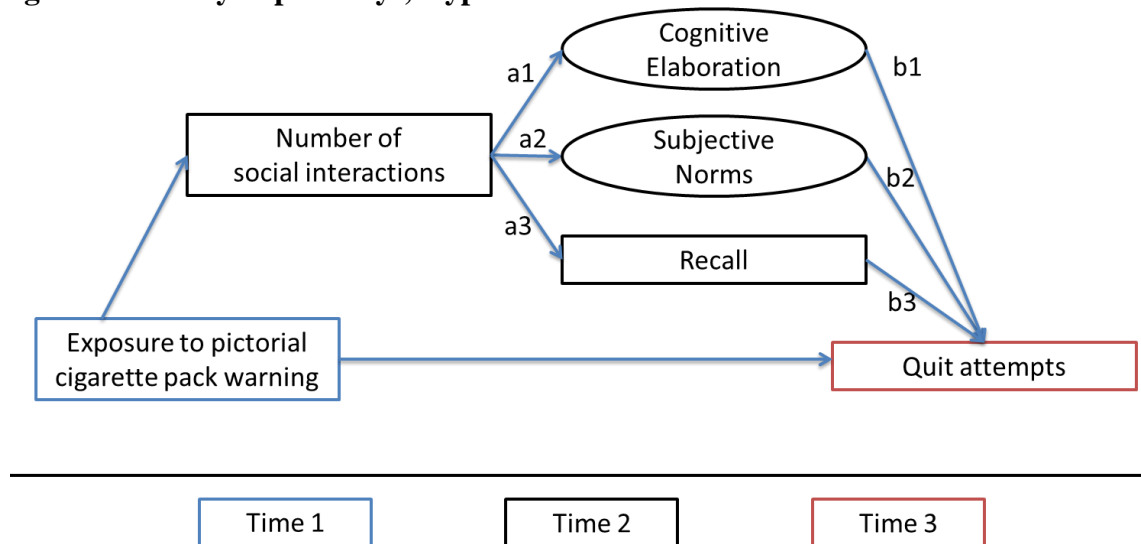 a1
Cognitive
Elaboration
b1
Number of
social interactions
a2
Subjective
Norms
b2
a3
Recall
b3
Exposure to pictorial
cigarette pack warning
Quit attempts
Time 1
Time 2
Time 3